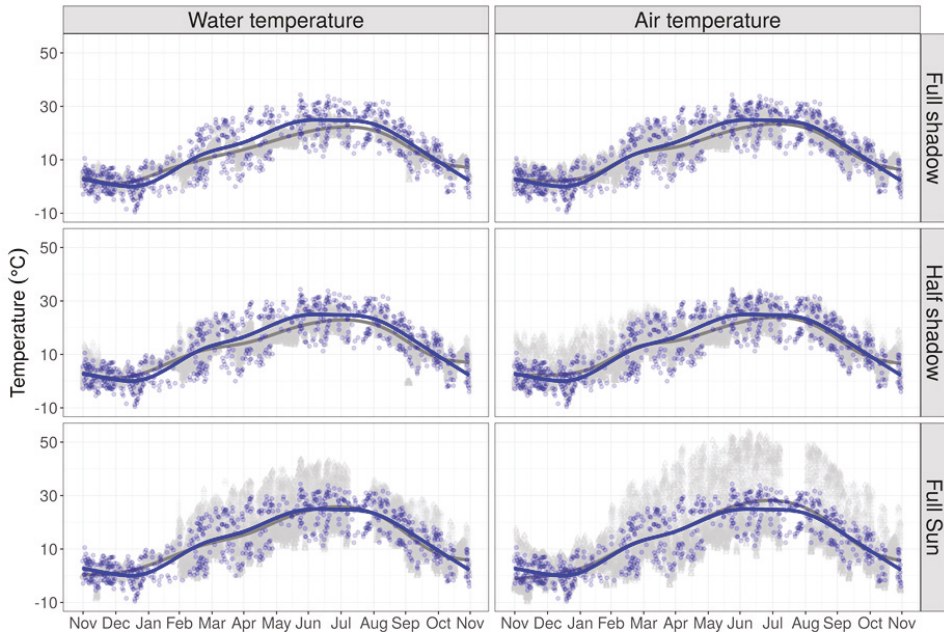 Water temperature
Air temperature
50
30
10
-10
Full shadow
50
30
10
-10
Half shadow
50
30
10
-10
Full Sun
Temperature (°C)
Nov Dec Jan Feb Mar Apr May Jun Jul Aug Sep Oct Nov
Nov Dec Jan Feb Mar Apr May Jun Jul Aug Sep Oct Nov